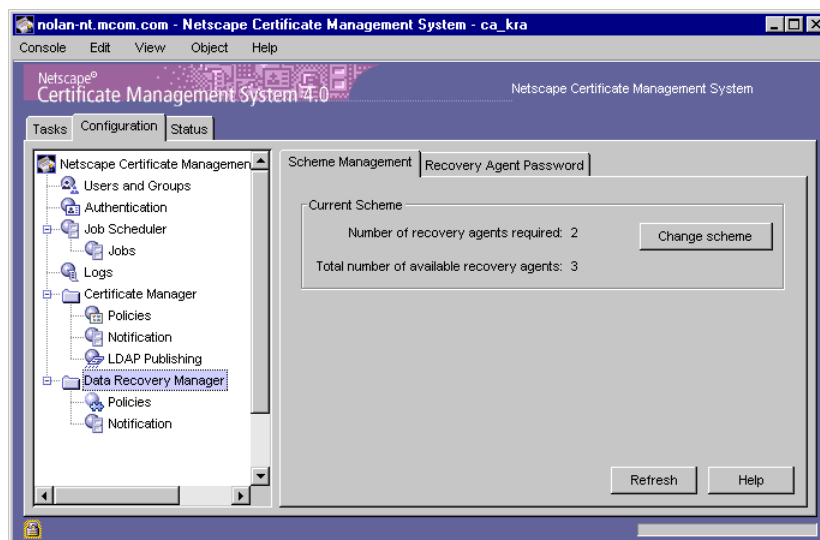 nolan-nt.mcom.com - Netscape Certificate Management System - ca_kra
Console Edit View Object Help
Netscape®
Certificate Management System 4.0
Netscape Certificate Management System
Tasks Configuration Status
Netscape Certificate Managemen
Users and Groups
Authentication
Job Scheduler
Jobs
Logs
Certificate Manager
Policies
Notification
LDAP Publishing
Data Recovery Manager
Policies
Notification
Scheme Management Recovery Agent Password
Current Scheme
Number of recovery agents required: 2
Change scheme
Total number of available recovery agents: 3
Refresh Help